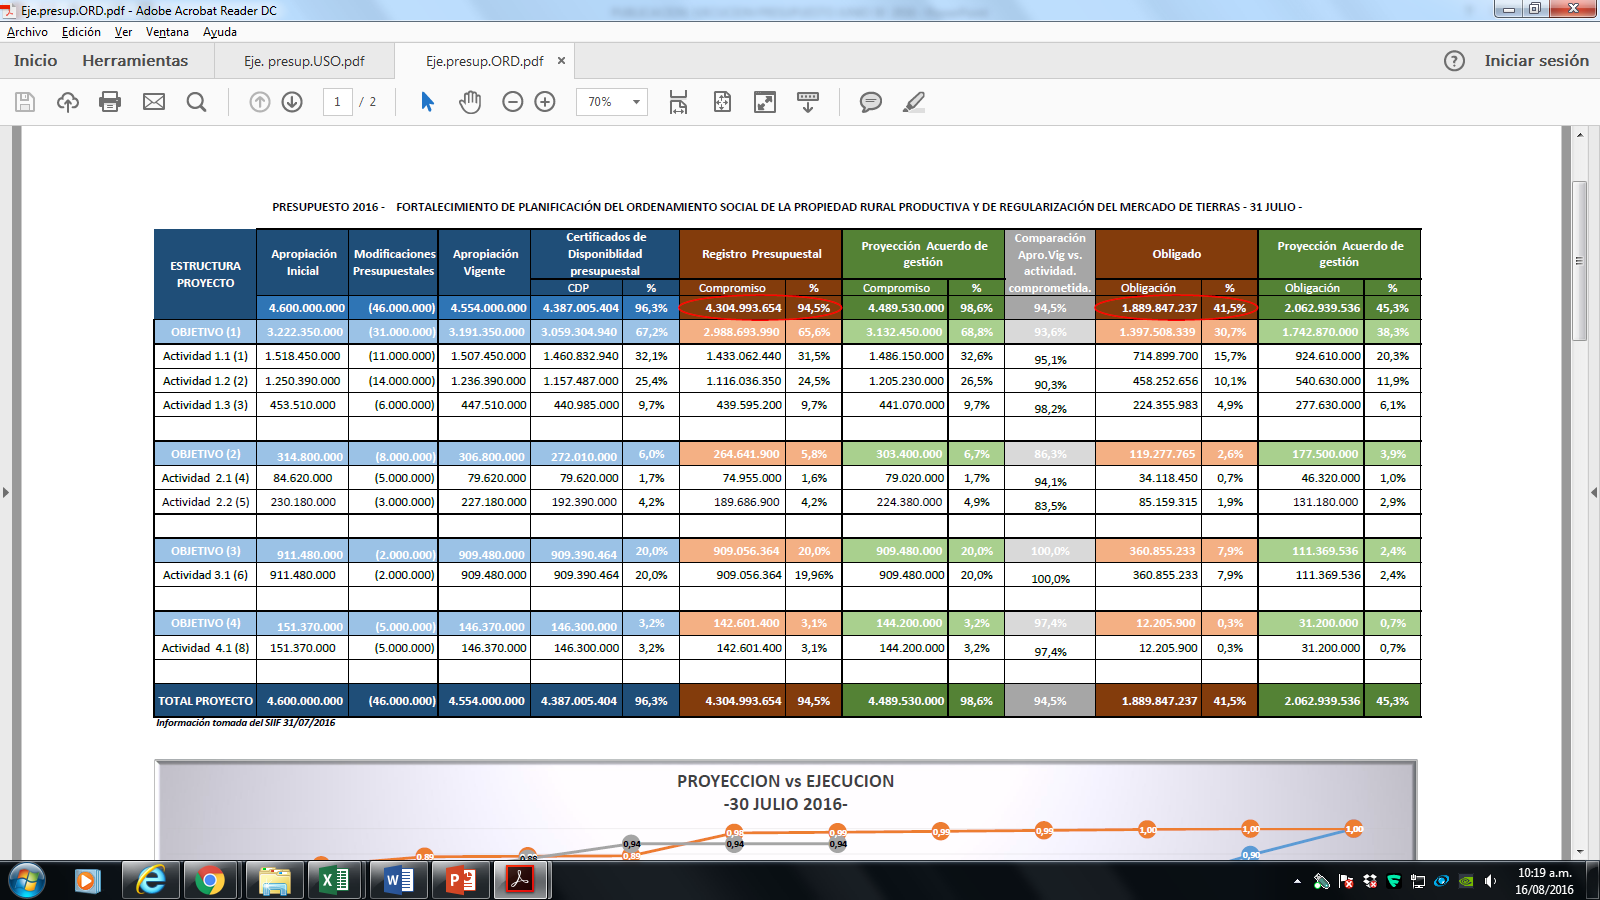 Eje.presup.ORD.pdf - Adobe Acrobat Reader DC
Archivo Edición Ver Ventana Ayuda
Inicio Herramientas Eje. presup.USO.pdf Eje.presup.ORD.pdf × ? Iniciar sesión
1 / 2 70%
PRESUPUESTO 2016 - FORTALECIMIENTO DE PLANIFICACIÓN DEL ORDENAMIENTO SOCIAL DE LA PROPIEDAD RURAL PRODUCTIVA Y DE REGULARIZACIÓN DEL MERCADO DE TIERRAS - 31 JULIO -
ESTRUCTURA PROYECTO Apropiación Inicial Modificaciones Presupuestales Apropiación Vigente Certificados de Disponiblidad presupuestal Registro Presupuestal Proyección Acuerdo de gestión Comparación Apro.Vig vs. actividad. comprometida. Obligado Proyección Acuerdo de gestión
CDP % Compromiso % Compromiso % Obligación % Obligación %
4.600.000.000 (46.000.000) 4.554.000.000 4.387.005.404 96,3% 4.304.993.654 94,5% 4.489.530.000 98,6% 94,5% 1.889.847.237 41,5% 2.062.939.536 45,3%
OBJETIVO (1) 3.222.350.000 (31.000.000) 3.191.350.000 3.059.304.940 67,2% 2.988.693.990 65,6% 3.132.450.000 68,8% 93,6% 1.397.508.339 30,7% 1.742.870.000 38,3%
Actividad 1.1 (1) 1.518.450.000 (11.000.000) 1.507.450.000 1.460.832.940 32,1% 1.433.062.440 31,5% 1.486.150.000 32,6% 95,1% 714.899.700 15,7% 924.610.000 20,3%
Actividad 1.2 (2) 1.250.390.000 (14.000.000) 1.236.390.000 1.157.487.000 25,4% 1.116.036.350 24,5% 1.205.230.000 26,5% 90,3% 458.252.656 10,1% 540.630.000 11,9%
Actividad 1.3 (3) 453.510.000 (6.000.000) 447.510.000 440.985.000 9,7% 439.595.200 9,7% 441.070.000 9,7% 98,2% 224.355.983 4,9% 277.630.000 6,1%
OBJETIVO (2) 314.800.000 (8.000.000) 306.800.000 272.010.000 6,0% 264.641.900 5,8% 303.400.000 6,7% 86,3% 119.277.765 2,6% 177.500.000 3,9%
Actividad 2.1 (4) 84.620.000 (5.000.000) 79.620.000 79.620.000 1,7% 74.955.000 1,6% 79.020.000 1,7% 94,1% 34.118.450 0,7% 46.320.000 1,0%
Actividad 2.2 (5) 230.180.000 (3.000.000) 227.180.000 192.390.000 4,2% 189.686.900 4,2% 224.380.000 4,9% 83,5% 85.159.315 1,9% 131.180.000 2,9%
OBJETIVO (3) 911.480.000 (2.000.000) 909.480.000 909.390.464 20,0% 909.056.364 20,0% 909.480.000 20,0% 100,0% 360.855.233 7,9% 111.369.536 2,4%
Actividad 3.1 (6) 911.480.000 (2.000.000) 909.480.000 909.390.464 20,0% 909.056.364 19,96% 909.480.000 20,0% 100,0% 360.855.233 7,9% 111.369.536 2,4%
OBJETIVO (4) 151.370.000 (5.000.000) 146.370.000 146.300.000 3,2% 142.601.400 3,1% 144.200.000 3,2% 97,4% 12.205.900 0,3% 31.200.000 0,7%
Actividad 4.1 (8) 151.370.000 (5.000.000) 146.370.000 146.300.000 3,2% 142.601.400 3,1% 144.200.000 3,2% 97,4% 12.205.900 0,3% 31.200.000 0,7%
TOTAL PROYECTO 4.600.000.000 (46.000.000) 4.554.000.000 4.387.005.404 96,3% 4.304.993.654 94,5% 4.489.530.000 98,6% 94,5% 1.889.847.237 41,5% 2.062.939.536 45,3%
Información tomada del SIIF 31/07/2016
PROYECCION vs EJECUCION
-30 JULIO 2016-
0,98 0,99 0,99 0,99 1,00 1,00 1,00
0,94 0,94 0,94
0,89 0,88 0,89 0,90
10:19 a.m.
16/08/2016